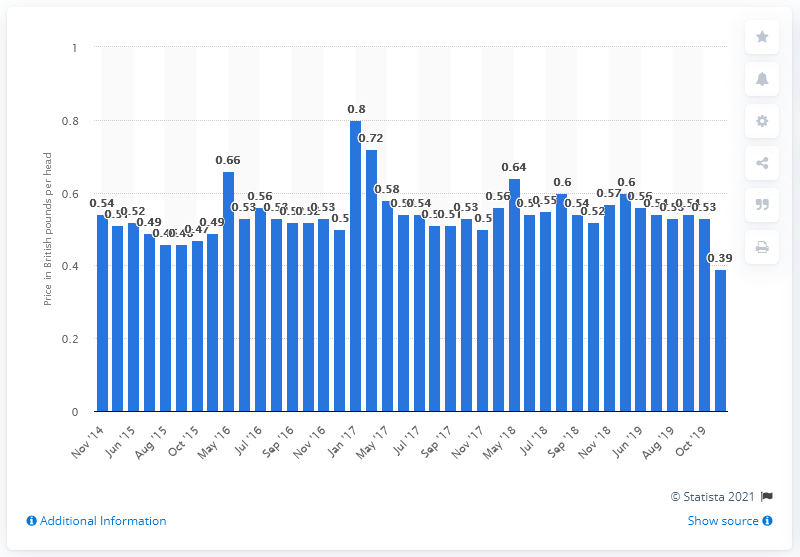 1
0.8
0.6
0.4
0.2
0
Price in British pounds per head
0.54
0.52
0.49
0.47
0.49
0.66
0.53
0.56
0.53
0.52
0.53
0.5
0.8
0.72
0.58
0.54
0.53
0.5
0.56
0.64
0.54
0.55
0.6
0.54
0.52
0.57
0.6
0.56
0.54
0.53
0.54
0.53
0.39
Nov '14
Jun '15
Aug '15
Oct '15
May '16
Jul '16
Sep '16
Nov '16
Jan '17
May '17
Jul '17
Sep '17
Nov '17
May '18
Jul '18
Sep '18
Nov '18
Jun '19
Aug '19
Oct '19
© Statista 2021
Additional Information
Show source